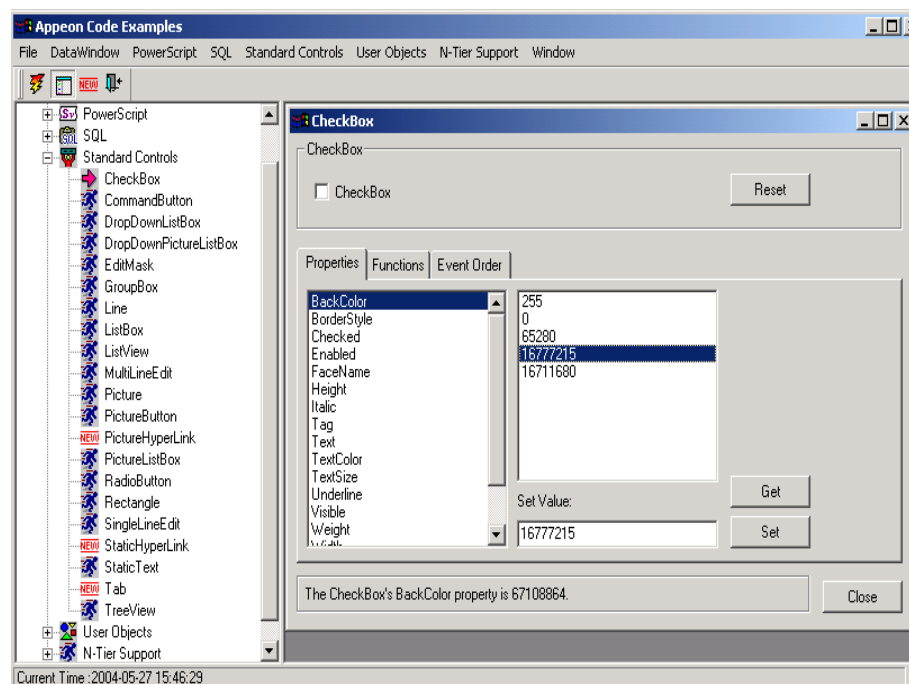 Appeon Code Examples
File DataWindow PowerScript SQL Standard Controls User Objects N-Tier Support Window
NEW
PowerScript
SQL
Standard Controls
CheckBox
CommandButton
DropDownListBox
DropDownPictureListBox
EditMask
GroupBox
Line
ListBox
ListView
MultiLineEdit
Picture
PictureButton
NEW PictureHyperLink
PictureListBox
RadioButton
Rectangle
SingleLineEdit
NEW StaticHyperLink
StaticText
NEW Tab
TreeView
User Objects
N-Tier Support
CheckBox
CheckBox
CheckBox
Reset
Properties Functions Event Order
BackColor
BorderStyle
Checked
Enabled
FaceName
Height
Italic
Tag
Text
TextColor
TextSize
Underline
Visible
Weight
255
0
65280
16777215
16711680
Get
Set Value:
16777215
Set
The CheckBox's BackColor property is 67108864.
Close
Current Time :2004-05-27 15:46:29